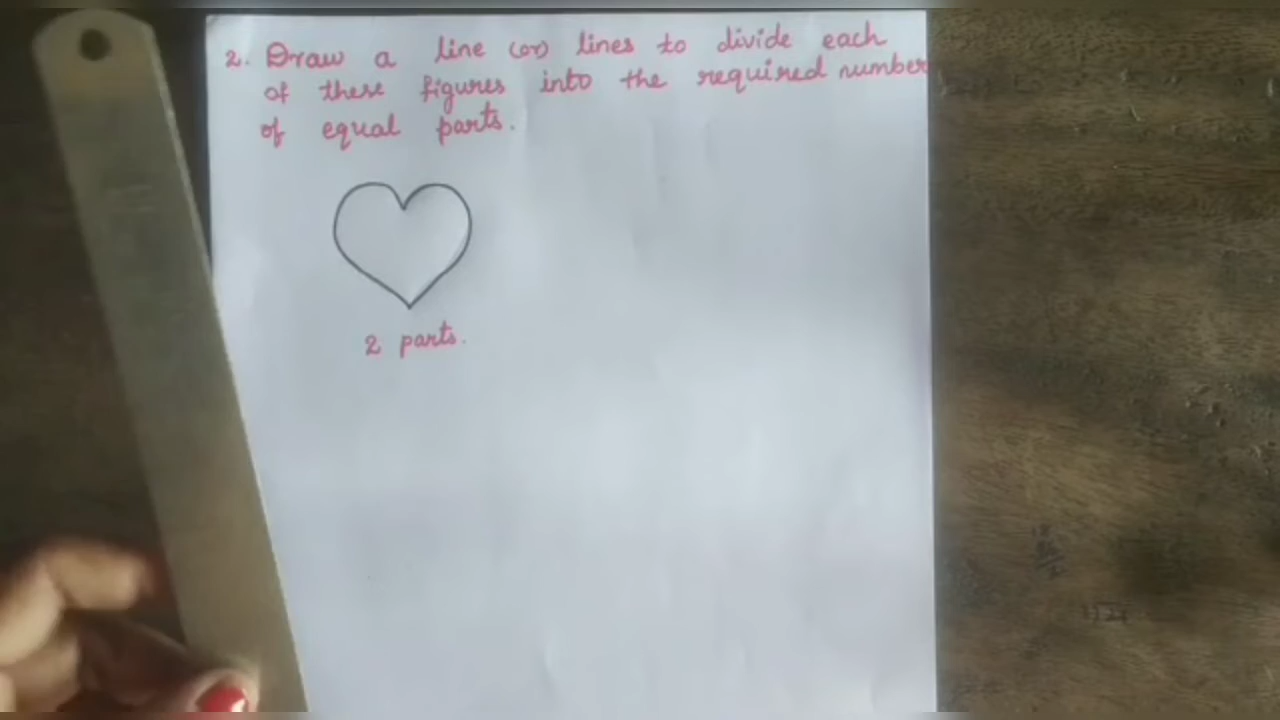 2. Draw a line (or) lines to divide each
of these figures into the required number
of equal parts.
2 parts.